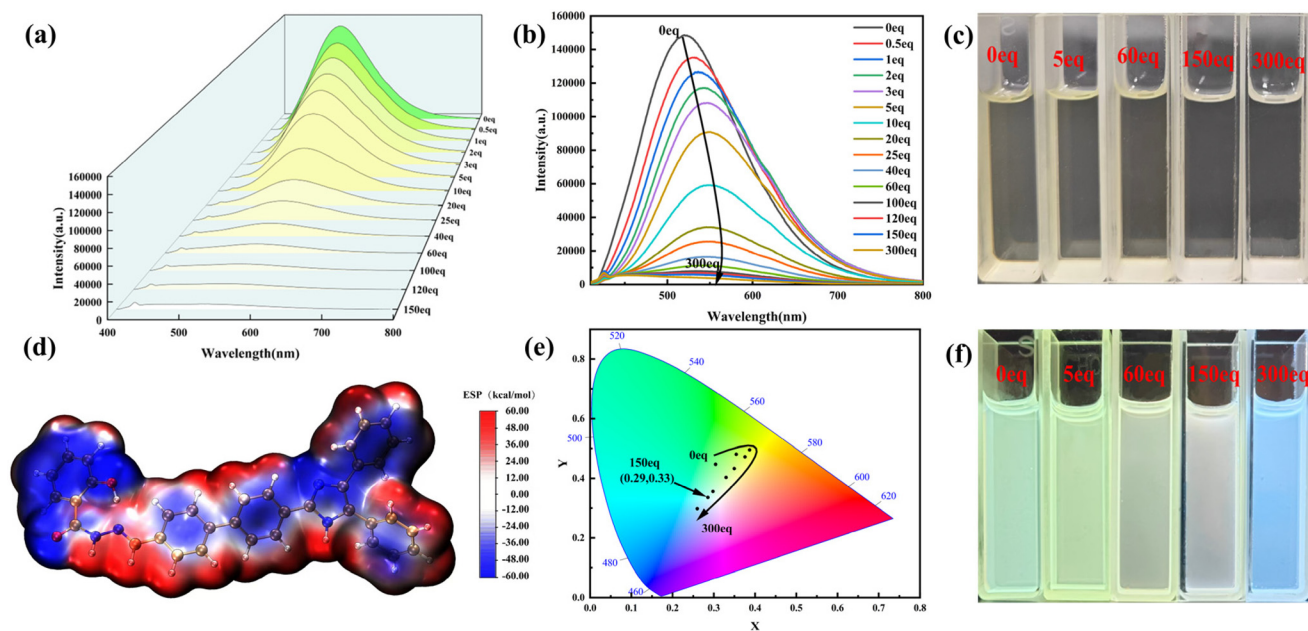 (a)
160000
140000
120000
100000
80000
60000
40000
20000
0
Intensity(a.u.)
400
500
600
700
800
Wavelength(nm)
0eq
0.5eq
1eq
2eq
3eq
5eq
10eq
20eq
25eq
40eq
60eq
100eq
120eq
150eq
(b)
160000
140000
120000
100000
80000
60000
40000
20000
0
Intensity(a.u.)
500
600
700
800
Wavelength(nm)
0eq
300eq
0eq
0.5eq
1eq
2eq
3eq
5eq
10eq
20eq
25eq
40eq
60eq
100eq
120eq
150eq
300eq
(c)
0eq 5eq 60eq 150eq 300eq
(d)
ESP (kcal/mol)
60.00
48.00
36.00
24.00
12.00
0.00
-12.00
-24.00
-36.00
-48.00
-60.00
(e)
0.8
0.6
0.4
0.2
0.0
Y
0.0 0.1 0.2 0.3 0.4 0.5 0.6 0.7 0.8
X
520
540
560
500
580
600
620
480
460
0eq
150eq
(0.29,0.33)
300eq
(f)
0eq 5eq 60eq 150eq 300eq